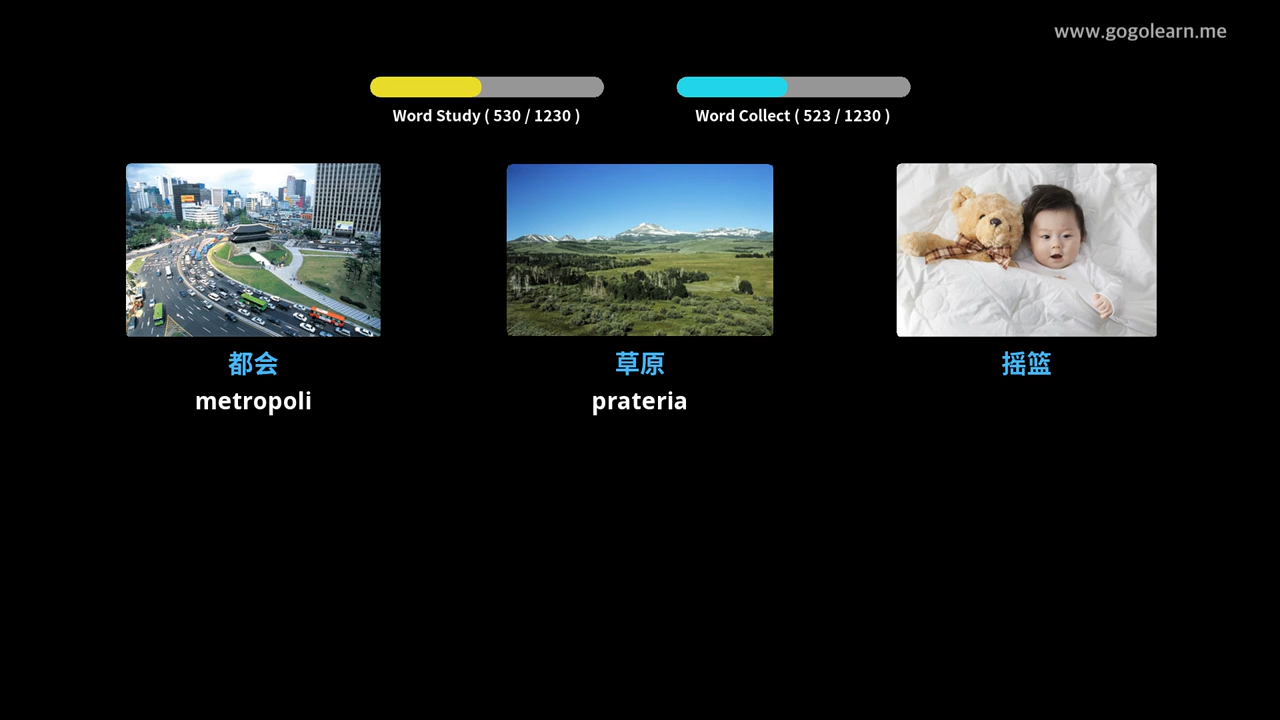 www.gogolearn.me
Word Study ( 530 / 1230 )
Word Collect ( 523 / 1230 )
都会
metropoli
草原
prateria
摇篮